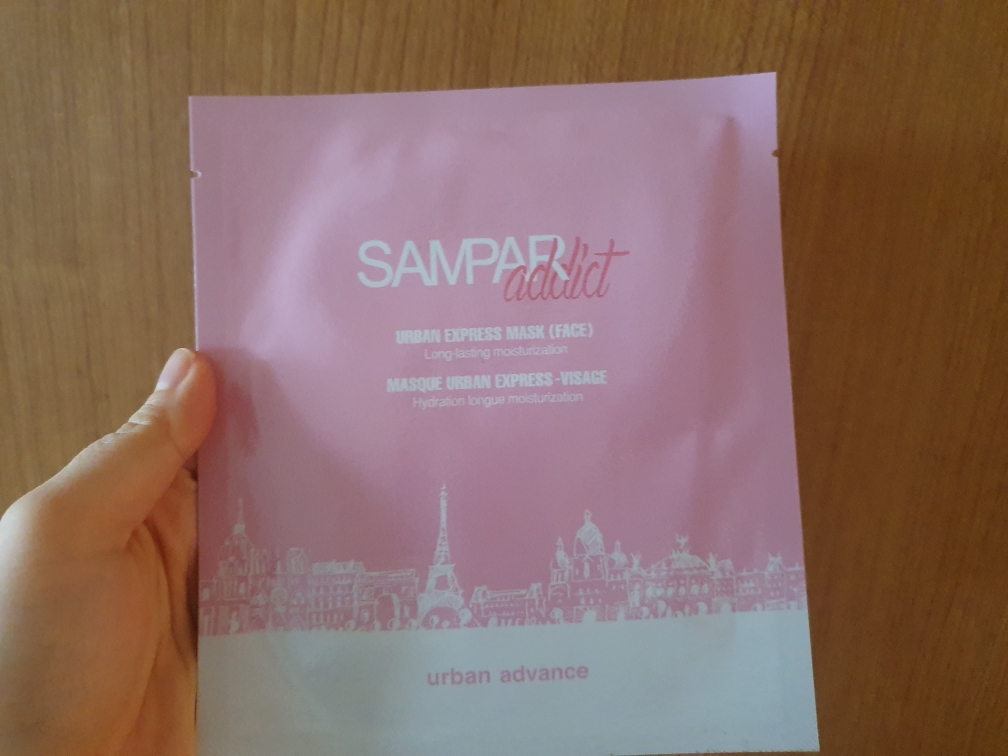 SAMPAR
addict
URBAN EXPRESS MASK (FACE)
Long-lasting moisturization
MASQUE URBAN EXPRESS-VISAGE
Hydration longue moisturization
urban advance